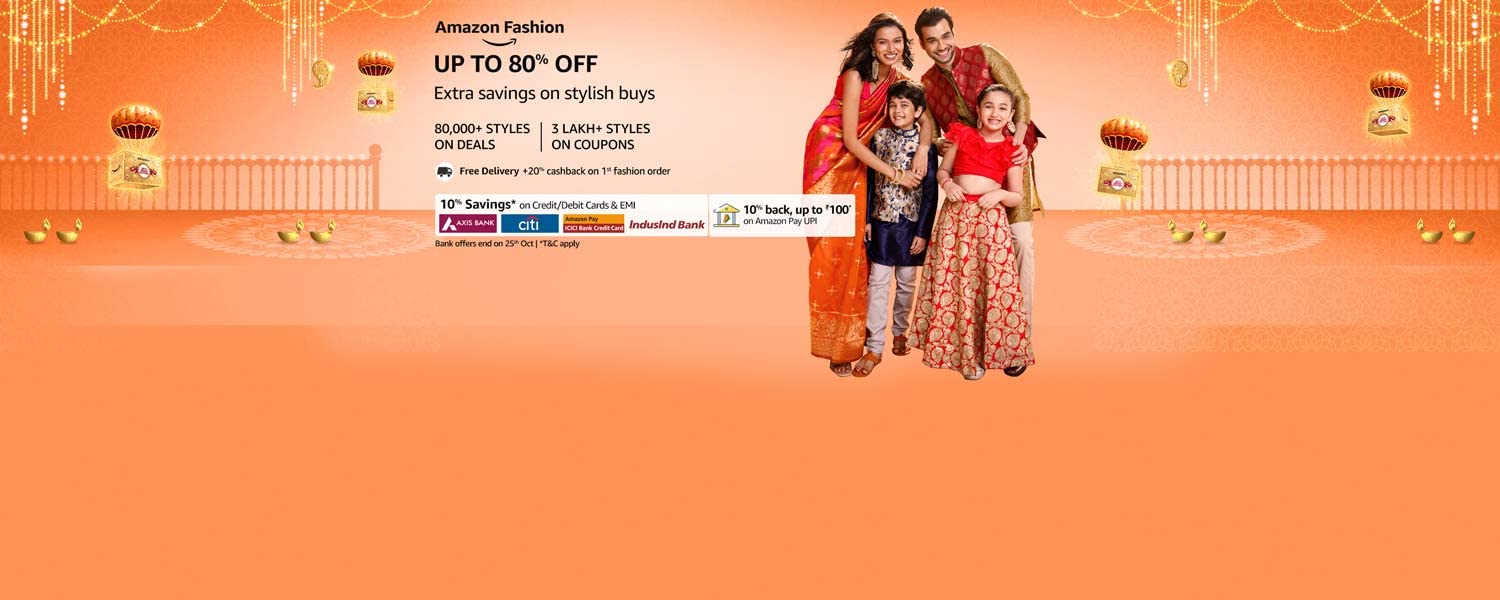 Amazon Fashion
UP TO 80% OFF
Extra savings on stylish buys
80,000+ STYLES
ON DEALS
3 LAKH+ STYLES
ON COUPONS
Free Delivery +20% cashback on 1st fashion order
10% Savings* on Credit/Debit Cards & EMI
AXIS BANK
citi
Amazon Pay
ICICI Bank Credit Card
IndusInd Bank
10% back, up to ₹100*
on Amazon Pay UPI
Bank offers end on 25th Oct | *T&C apply